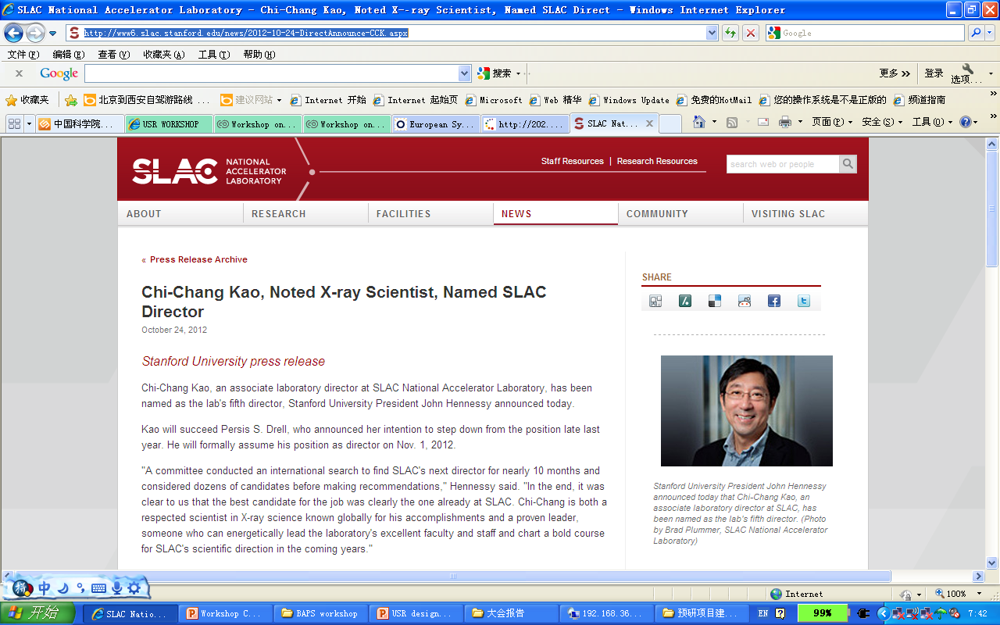 SLAC National Accelerator Laboratory - Chi-Chang Kao, Noted X--ray Scientist, Named SLAC Direct - Windows Internet Explorer
http://www6.slac.stanford.edu/news/2012-10-24-DirectAnnounce-CCK.aspx
Google
文件(F) 编辑(E) 查看(V) 收藏夹(A) 工具(T) 帮助(H)
x Google 搜索 更多 >> 登录 选项...
收藏夹 北京到西安自驾游路线 ... 建议网站 Internet 开始 Internet 起始页 Microsoft Web 精华 Windows Update 免费的HotMail 您的操作系统是不是正版的 频道指南
中国科学院... USR WORKSHOP Workshop on... Workshop on... European Sy... http://202.... SLAC Nat... X 页面(P) 安全(S) 工具(O)
SLAC NATIONAL ACCELERATOR LABORATORY
Staff Resources | Research Resources
search web or people
ABOUT RESEARCH FACILITIES NEWS COMMUNITY VISITING SLAC
« Press Release Archive
Chi-Chang Kao, Noted X-ray Scientist, Named SLAC
Director
October 24, 2012
Stanford University press release
Chi-Chang Kao, an associate laboratory director at SLAC National Accelerator Laboratory, has been
named as the lab's fifth director, Stanford University President John Hennessy announced today.
Kao will succeed Persis S. Drell, who announced her intention to step down from the position late last
year. He will formally assume his position as director on Nov. 1, 2012.
"A committee conducted an international search to find SLAC's next director for nearly 10 months and
considered dozens of candidates before making recommendations," Hennessy said. "In the end, it was
clear to us that the best candidate for the job was clearly the one already at SLAC. Chi-Chang is both a
respected scientist in X-ray science known globally for his accomplishments and a proven leader,
someone who can energetically lead the laboratory's excellent faculty and staff and chart a bold course
for SLAC's scientific direction in the coming years."
SHARE
Stanford University President John Hennessy
announced today that Chi-Chang Kao, an
associate laboratory director at SLAC, has
been named as the lab's fifth director. (Photo
by Brad Plummer, SLAC National Accelerator
Laboratory)
拼 中
Internet 100%
开始 SLAC Natio... Workshop C... BAPS workshop USR design... 大会报告 192.168.36... 预研项目建... EN 99% 7:42